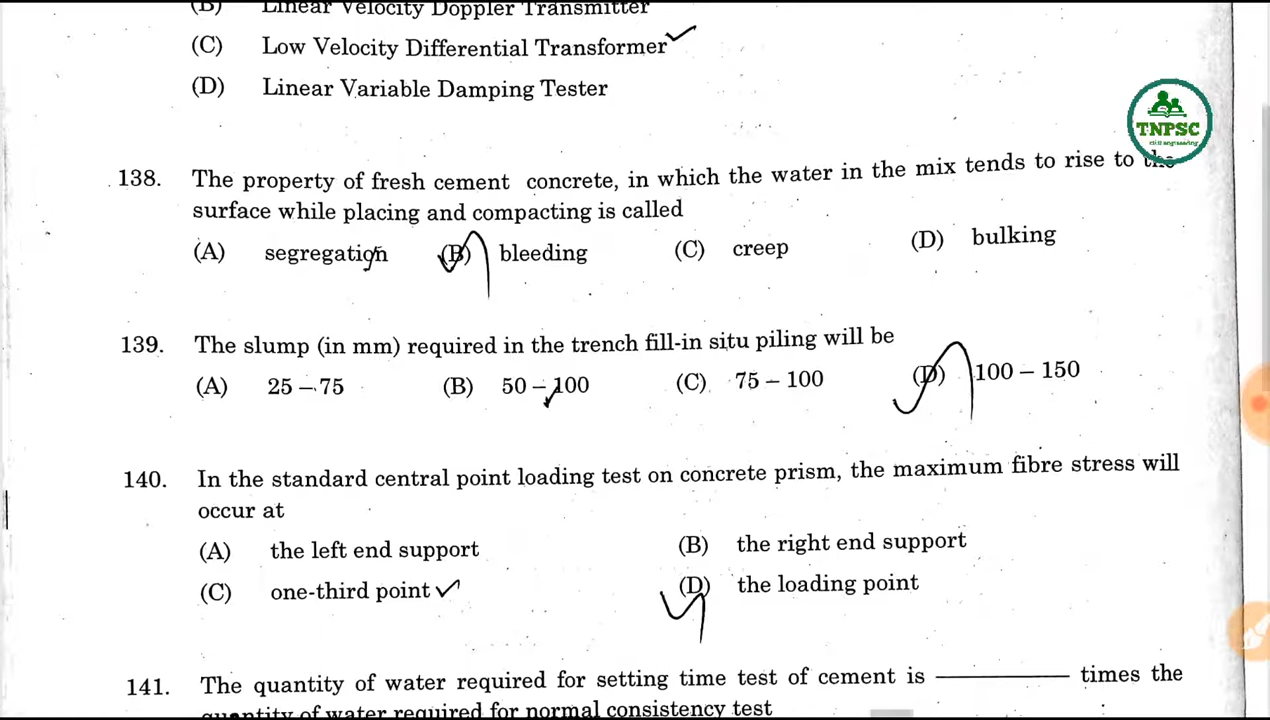 (B) Linear Velocity Doppler Transmitter
(C) Low Velocity Differential Transformer
(D) Linear Variable Damping Tester
TNPSC
civil engineering
138. The property of fresh cement concrete, in which the water in the mix tends to rise to the
surface while placing and compacting is called
(A) segregation (B) bleeding (C) creep (D) bulking
139. The slump (in mm) required in the trench fill-in situ piling will be
(A) 25 – 75 (B) 50 – 100 (C) 75 – 100 (D) 100 – 150
140. In the standard central point loading test on concrete prism, the maximum fibre stress will
occur at
(A) the left end support (B) the right end support
(C) one-third point (D) the loading point
141. The quantity of water required for setting time test of cement is ———— times the
quantity of water required for normal consistency test